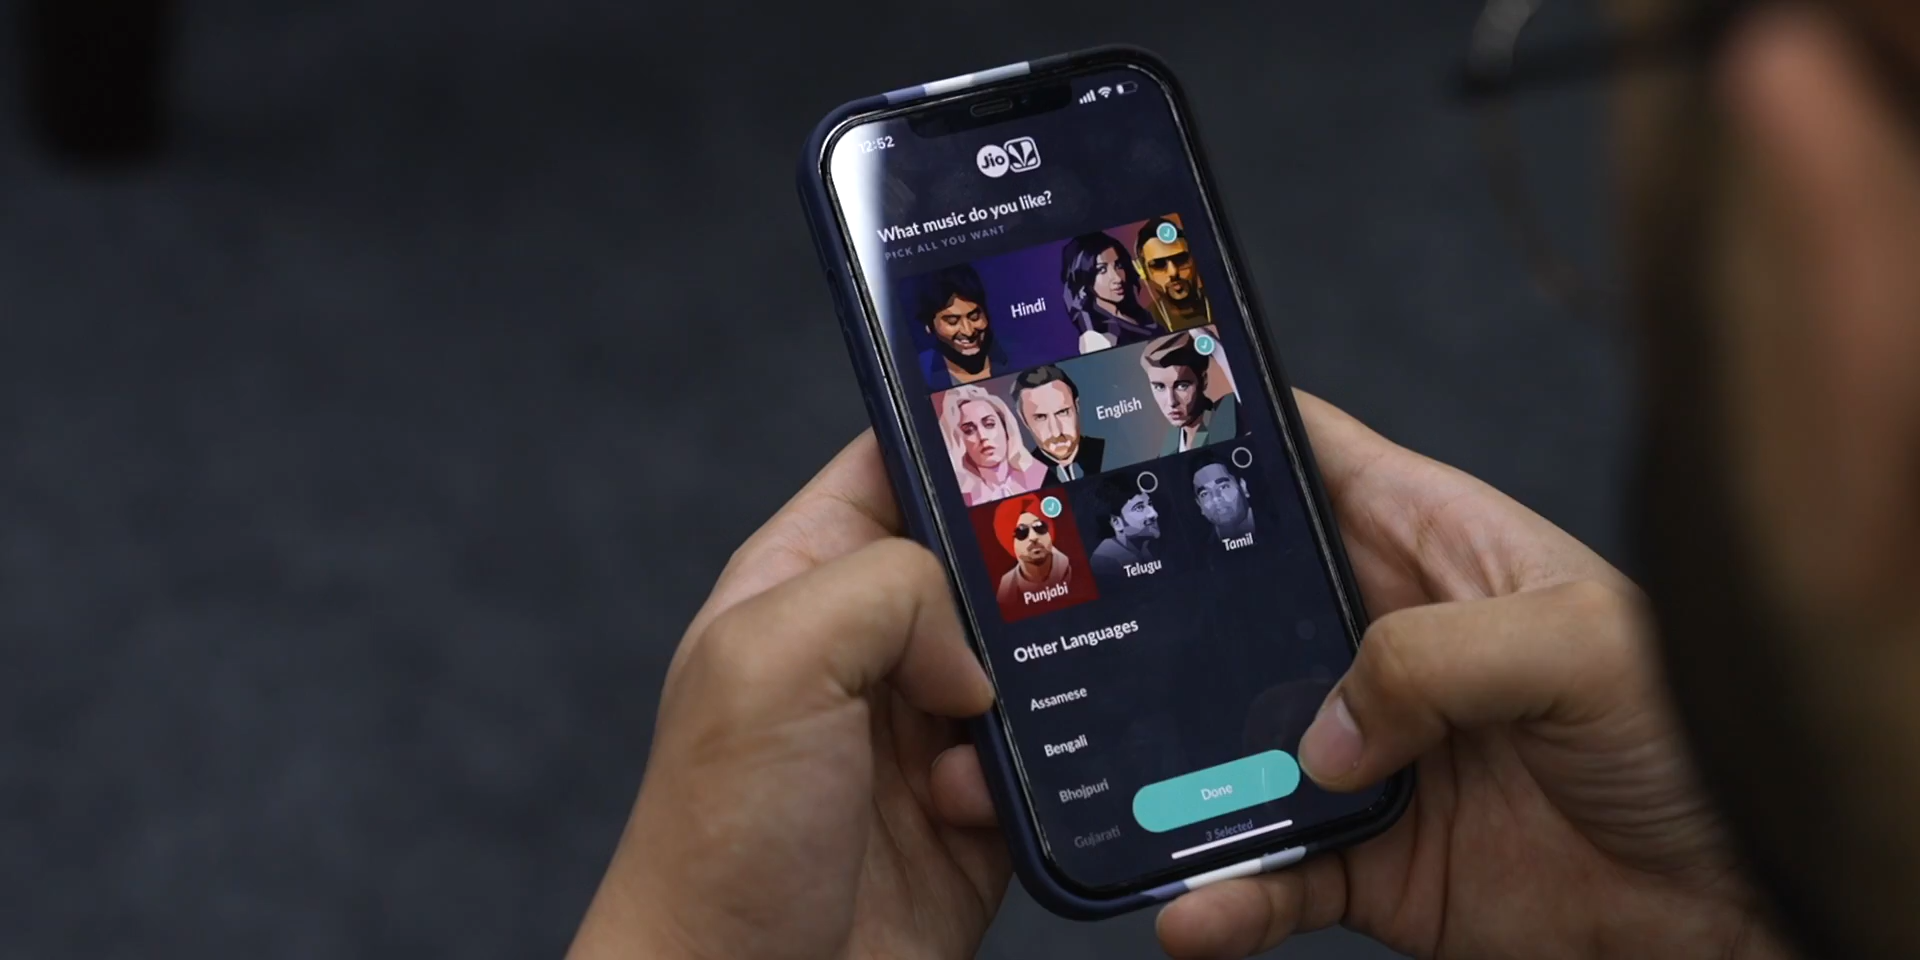 12:52
Jio
What music do you like?
PICK ALL YOU WANT
Hindi
English
Punjabi
Telugu
Tamil
Other Languages
Assamese
Bengali
Bhojpuri
Gujarati
Done
3 Selected